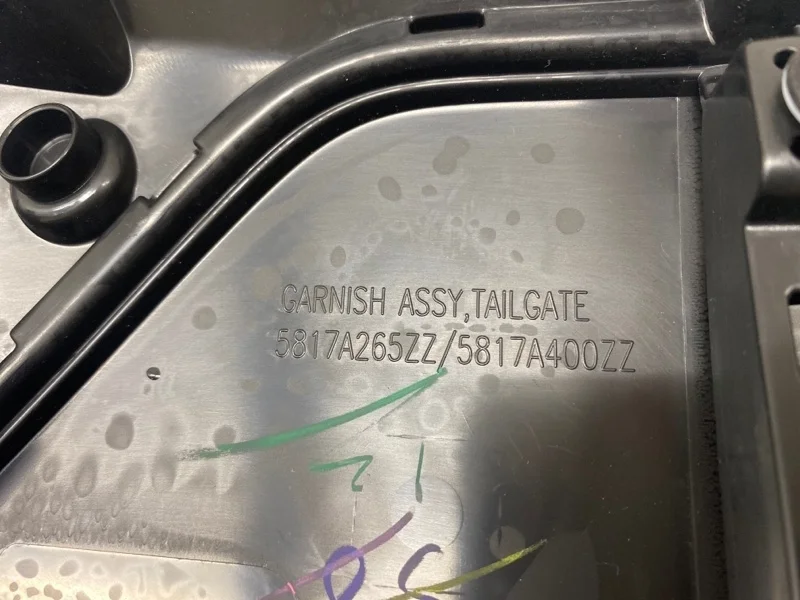 GARNISH ASSY,TAILGATE
5817A265ZZ/5817A400ZZ